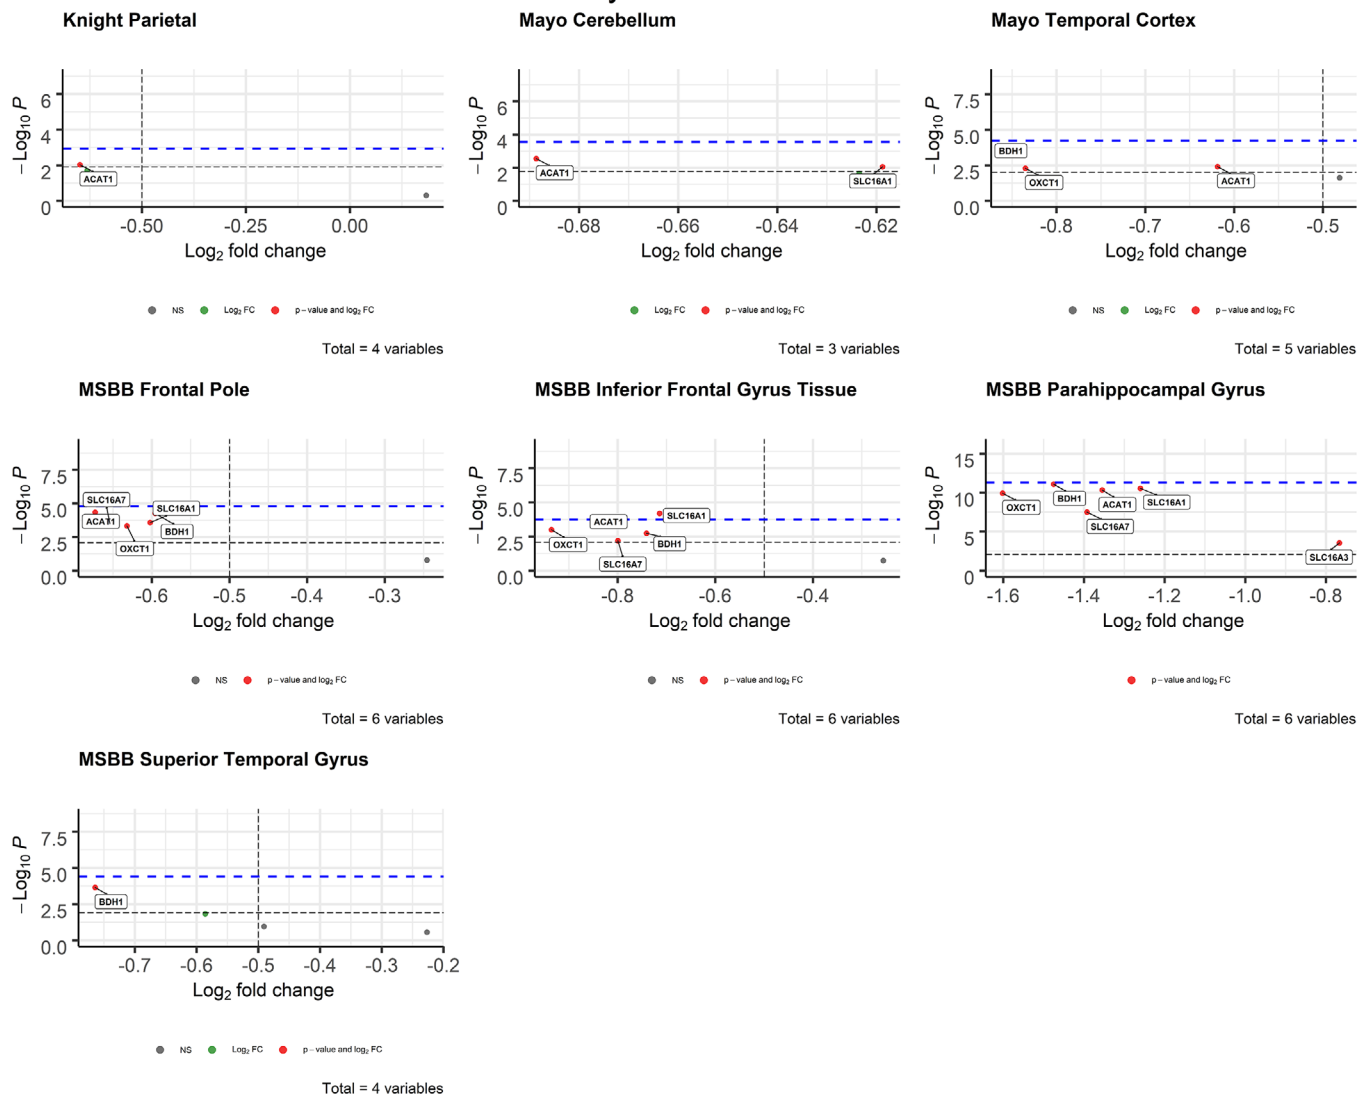 Knight Parietal
Mayo Cerebellum
Mayo Temporal Cortex
−Log10 P
6
4
2
0
ACAT1
-0.50
-0.25
0.00
Log2 fold change
NS
Log2 FC
p−value and log2 FC
Total = 4 variables
−Log10 P
6
4
2
0
ACAT1
SLC16A1
-0.68
-0.66
-0.64
-0.62
Log2 fold change
Log2 FC
p−value and log2 FC
Total = 3 variables
−Log10 P
7.5
5.0
2.5
0.0
BDH1
OXCT1
ACAT1
-0.8
-0.7
-0.6
-0.5
Log2 fold change
NS
Log2 FC
p−value and log2 FC
Total = 5 variables
MSBB Frontal Pole
MSBB Inferior Frontal Gyrus Tissue
MSBB Parahippocampal Gyrus
−Log10 P
7.5
5.0
2.5
0.0
SLC16A7
SLC16A1
ACAT1
BDH1
OXCT1
-0.6
-0.5
-0.4
-0.3
Log2 fold change
NS
p−value and log2 FC
Total = 6 variables
−Log10 P
7.5
5.0
2.5
0.0
ACAT1
SLC16A1
OXCT1
BDH1
SLC16A7
-0.8
-0.6
-0.4
Log2 fold change
NS
p−value and log2 FC
Total = 6 variables
−Log10 P
15
10
5
0
OXCT1
BDH1
ACAT1
SLC16A1
SLC16A7
SLC16A3
-1.6
-1.4
-1.2
-1.0
-0.8
Log2 fold change
p−value and log2 FC
Total = 6 variables
MSBB Superior Temporal Gyrus
−Log10 P
7.5
5.0
2.5
0.0
BDH1
-0.7
-0.6
-0.5
-0.4
-0.3
-0.2
Log2 fold change
NS
Log2 FC
p−value and log2 FC
Total = 4 variables